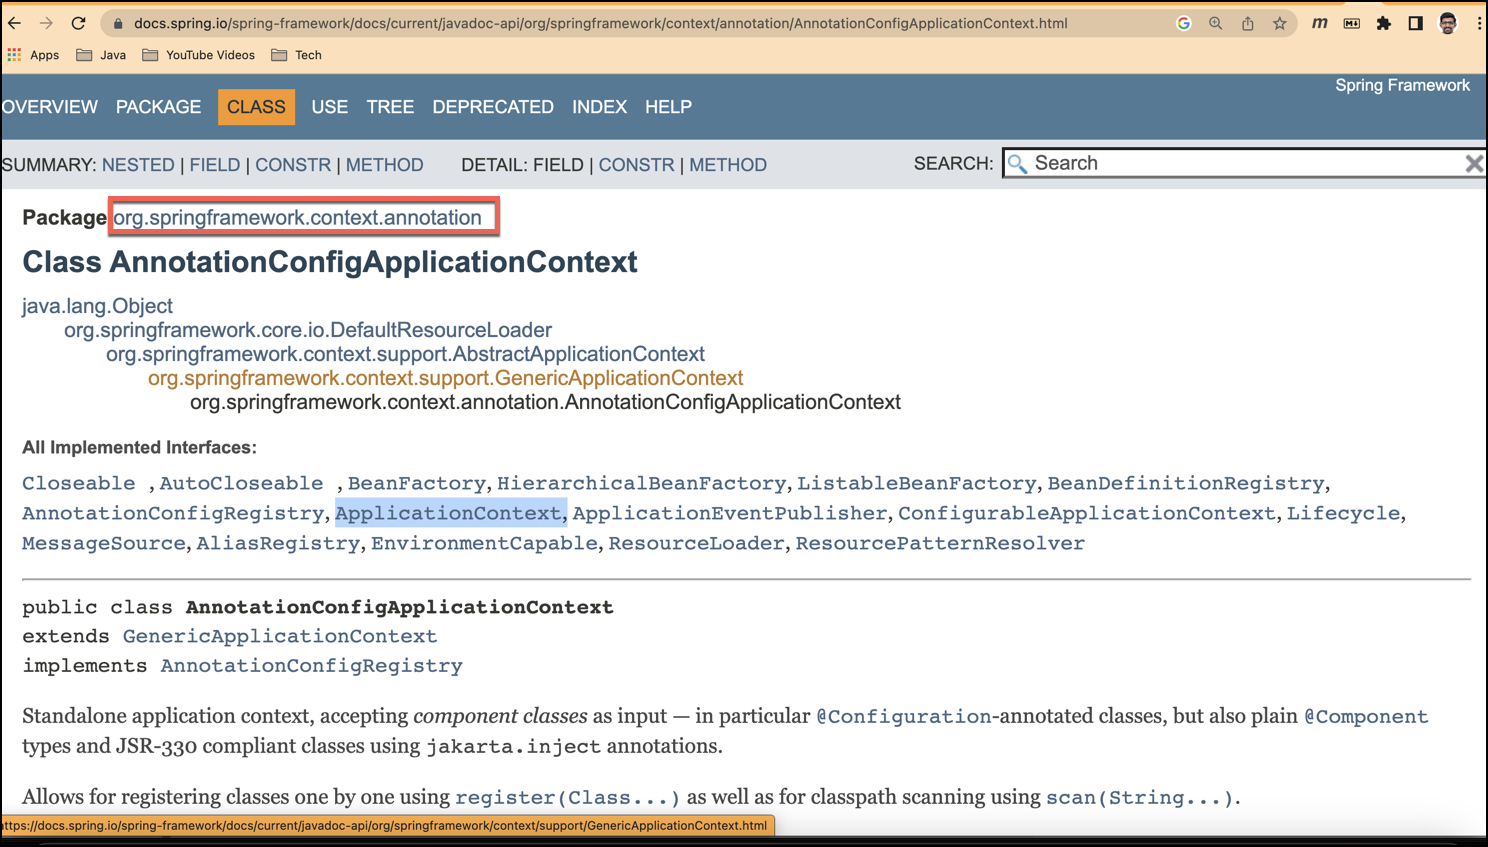 docs.spring.io/spring-framework/docs/current/javadoc-api/org/springframework/context/annotation/AnnotationConfigApplicationContext.html
Apps Java YouTube Videos Tech
Spring Framework
OVERVIEW PACKAGE CLASS USE TREE DEPRECATED INDEX HELP
SUMMARY: NESTED | FIELD | CONSTR | METHOD DETAIL: FIELD | CONSTR | METHOD SEARCH: Search
Package org.springframework.context.annotation
Class AnnotationConfigApplicationContext
java.lang.Object
org.springframework.core.io.DefaultResourceLoader
org.springframework.context.support.AbstractApplicationContext
org.springframework.context.support.GenericApplicationContext
org.springframework.context.annotation.AnnotationConfigApplicationContext
All Implemented Interfaces:
Closeable , AutoCloseable , BeanFactory, HierarchicalBeanFactory, ListableBeanFactory, BeanDefinitionRegistry,
AnnotationConfigRegistry, ApplicationContext, ApplicationEventPublisher, ConfigurableApplicationContext, Lifecycle,
MessageSource, AliasRegistry, EnvironmentCapable, ResourceLoader, ResourcePatternResolver
public class AnnotationConfigApplicationContext
extends GenericApplicationContext
implements AnnotationConfigRegistry
Standalone application context, accepting component classes as input — in particular @Configuration-annotated classes, but also plain @Component
types and JSR-330 compliant classes using jakarta.inject annotations.
Allows for registering classes one by one using register(Class...) as well as for classpath scanning using scan(String...).
ttps://docs.spring.io/spring-framework/docs/current/javadoc-api/org/springframework/context/support/GenericApplicationContext.html